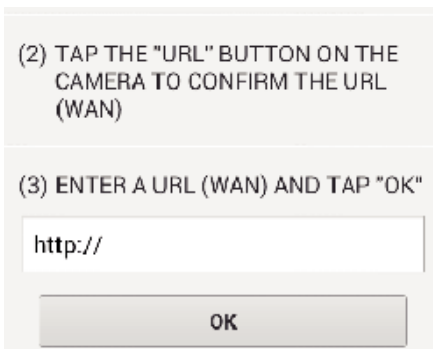 (2) TAP THE "URL" BUTTON ON THE
CAMERA TO CONFIRM THE URL
(WAN)
(3) ENTER A URL (WAN) AND TAP "OK"
http://
OK